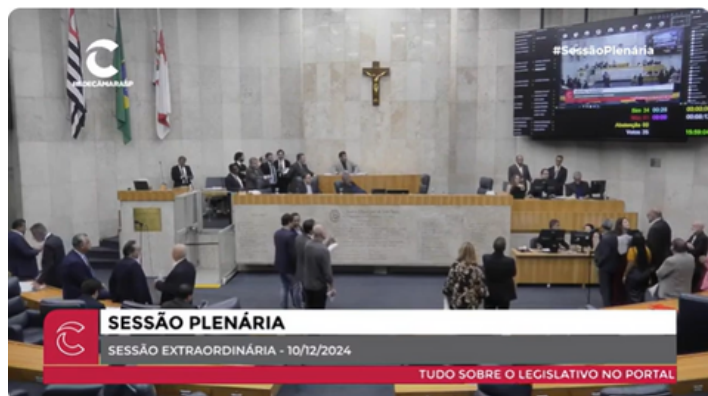 REDECÂMARASP
#SessãoPlenária
SESSÃO PLENÁRIA
SESSÃO EXTRAORDINÁRIA - 10/12/2024
TUDO SOBRE O LEGISLATIVO NO PORTAL